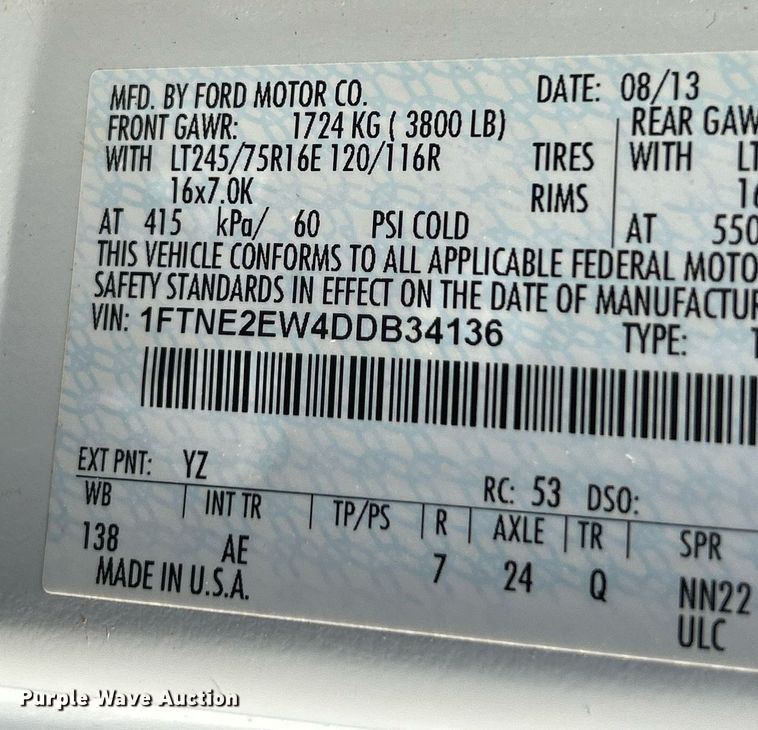 MFD. BY FORD MOTOR CO. DATE: 08/13
FRONT GAWR: 1724 KG ( 3800 LB) REAR GAW
WITH LT245/75R16E 120/116R TIRES WITH LT
16x7.0K RIMS 16
AT 415 kPa/ 60 PSI COLD AT 550
THIS VEHICLE CONFORMS TO ALL APPLICABLE FEDERAL MOTO
SAFETY STANDARDS IN EFFECT ON THE DATE OF MANUFACTUR
VIN: 1FTNE2EW4DDB34136 TYPE:
EXT PNT: YZ RC: 53 DSO:
WB INT TR TP/PS R AXLE TR SPR
138 AE 7 24 Q NN22
MADE IN U.S.A. ULC
Purple Wave Auction